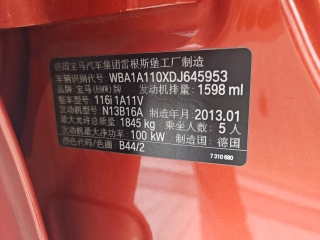 德国宝马汽车集团雷根斯堡工厂制造
车辆识别代号 WBA1A110XDJ645953
品牌 宝马(BMW)牌 发动机排量: 1598 ml
整车型号 116i 1A11V
发动机型号 N13B16A 制造年月: 2013.01
最大允许总质量 1845 kg 乘坐人数: 5 人
发动机最大净功率 100 kW 制造国: 德国
颜色代码/色圈 B44/2
7 310 680